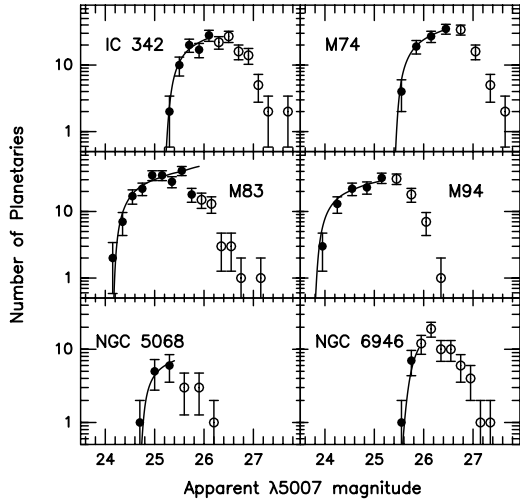 IC 342
M74
10
1
M83
M94
10
1
NGC 5068
NGC 6946
10
1
24 25 26 27 24 25 26 27
Number of Planetaries
Apparent λ5007 magnitude